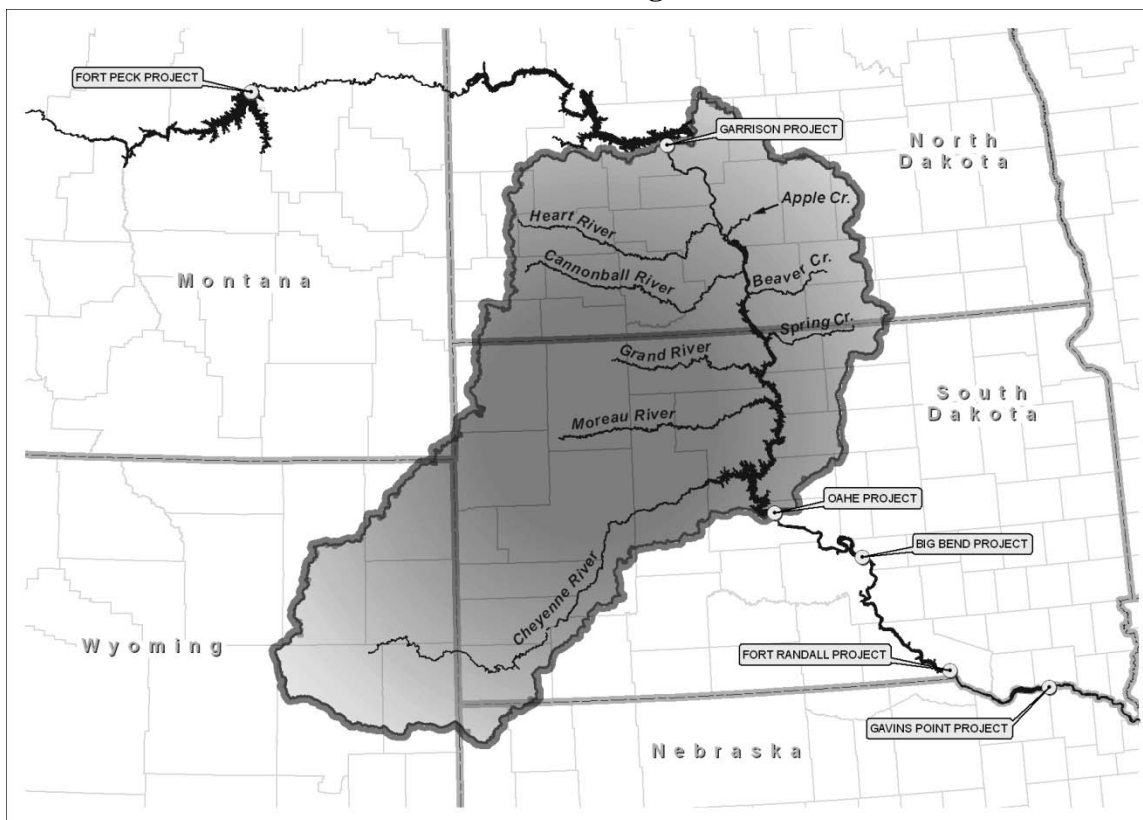 FORT PECK PROJECT
GARRISON PROJECT
North
Dakota
Apple Cr.
Heart River
Cannonball River
Beaver Cr.
Montana
Spring Cr.
Grand River
South
Dakota
Moreau River
OAHE PROJECT
BIG BEND PROJECT
Cheyenne River
Wyoming
FORT RANDALL PROJECT
GAVINS POINT PROJECT
Nebraska